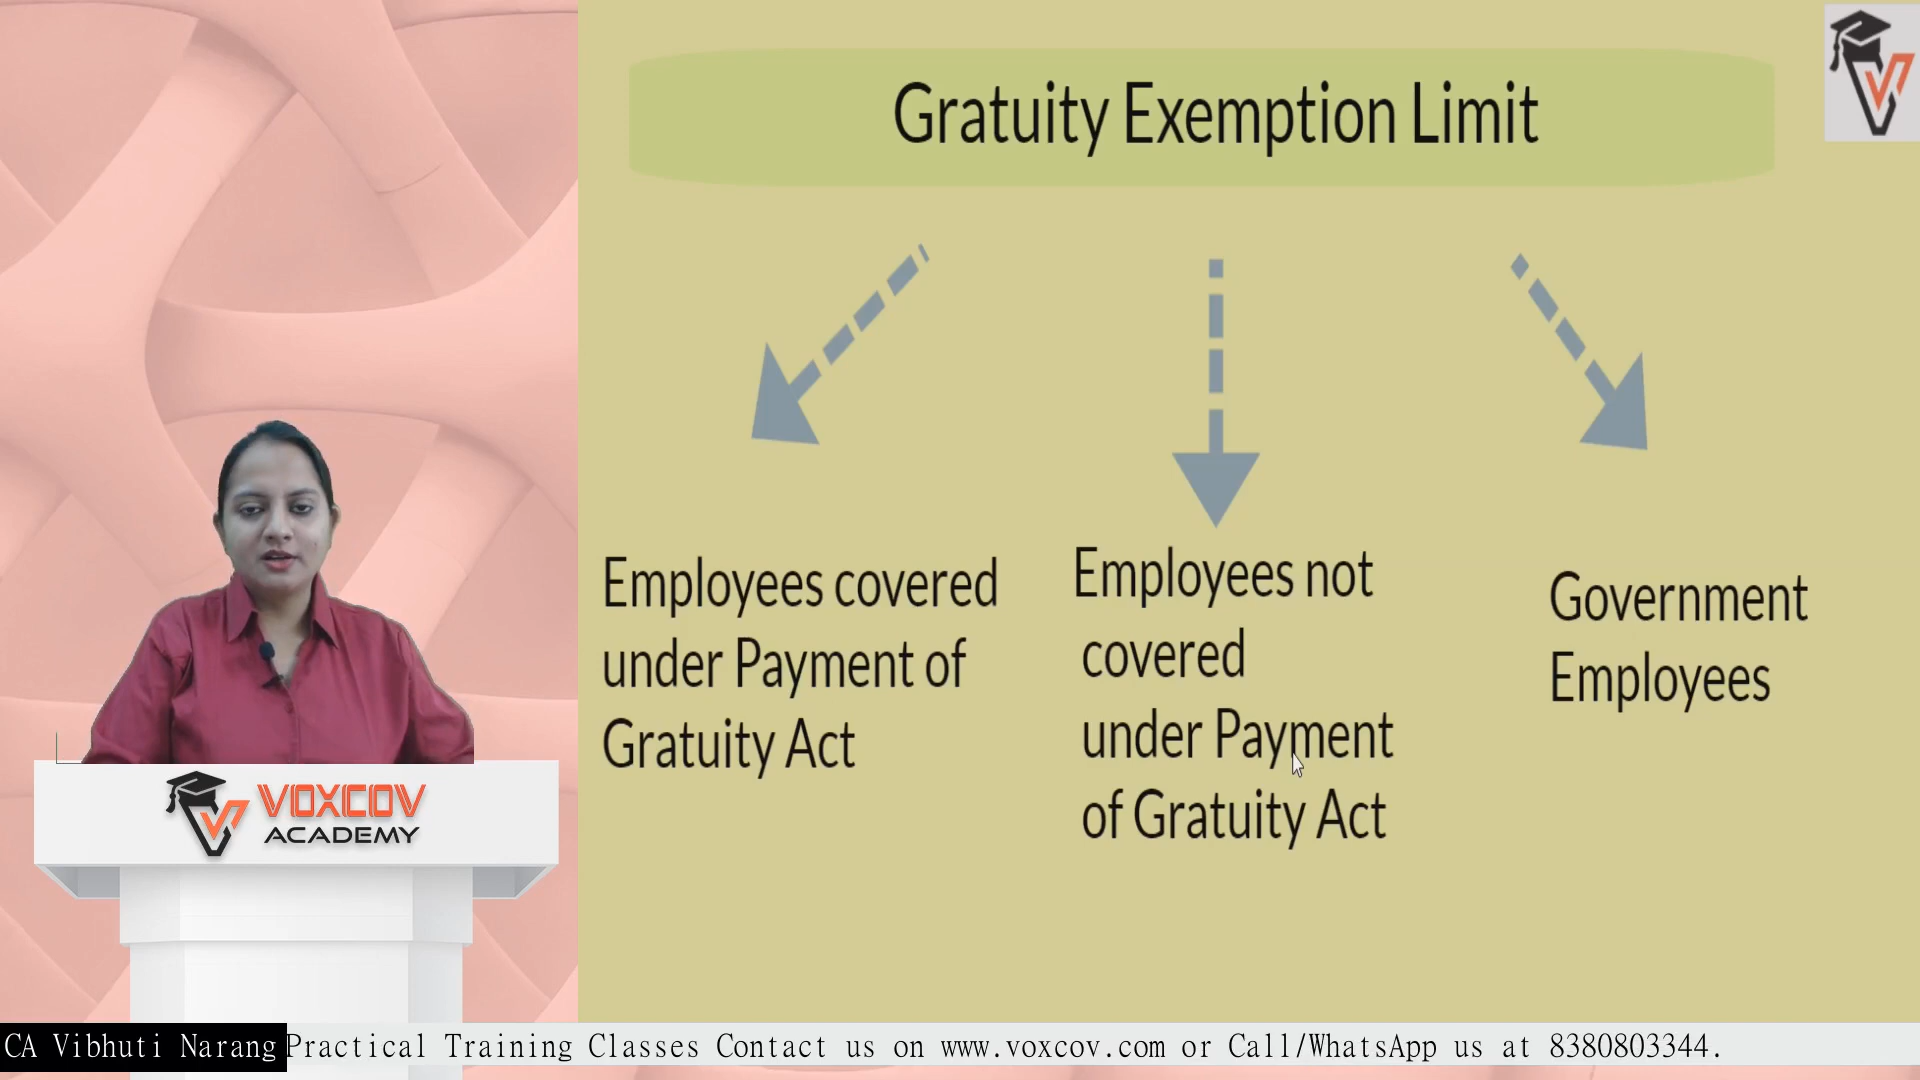 Gratuity Exemption Limit
Employees covered
under Payment of
Gratuity Act
Employees not
covered
under Payment
of Gratuity Act
Government
Employees
VOXCOV
ACADEMY
CA Vibhuti Narang Practical Training Classes Contact us on www.voxcov.com or Call/WhatsApp us at 8380803344.